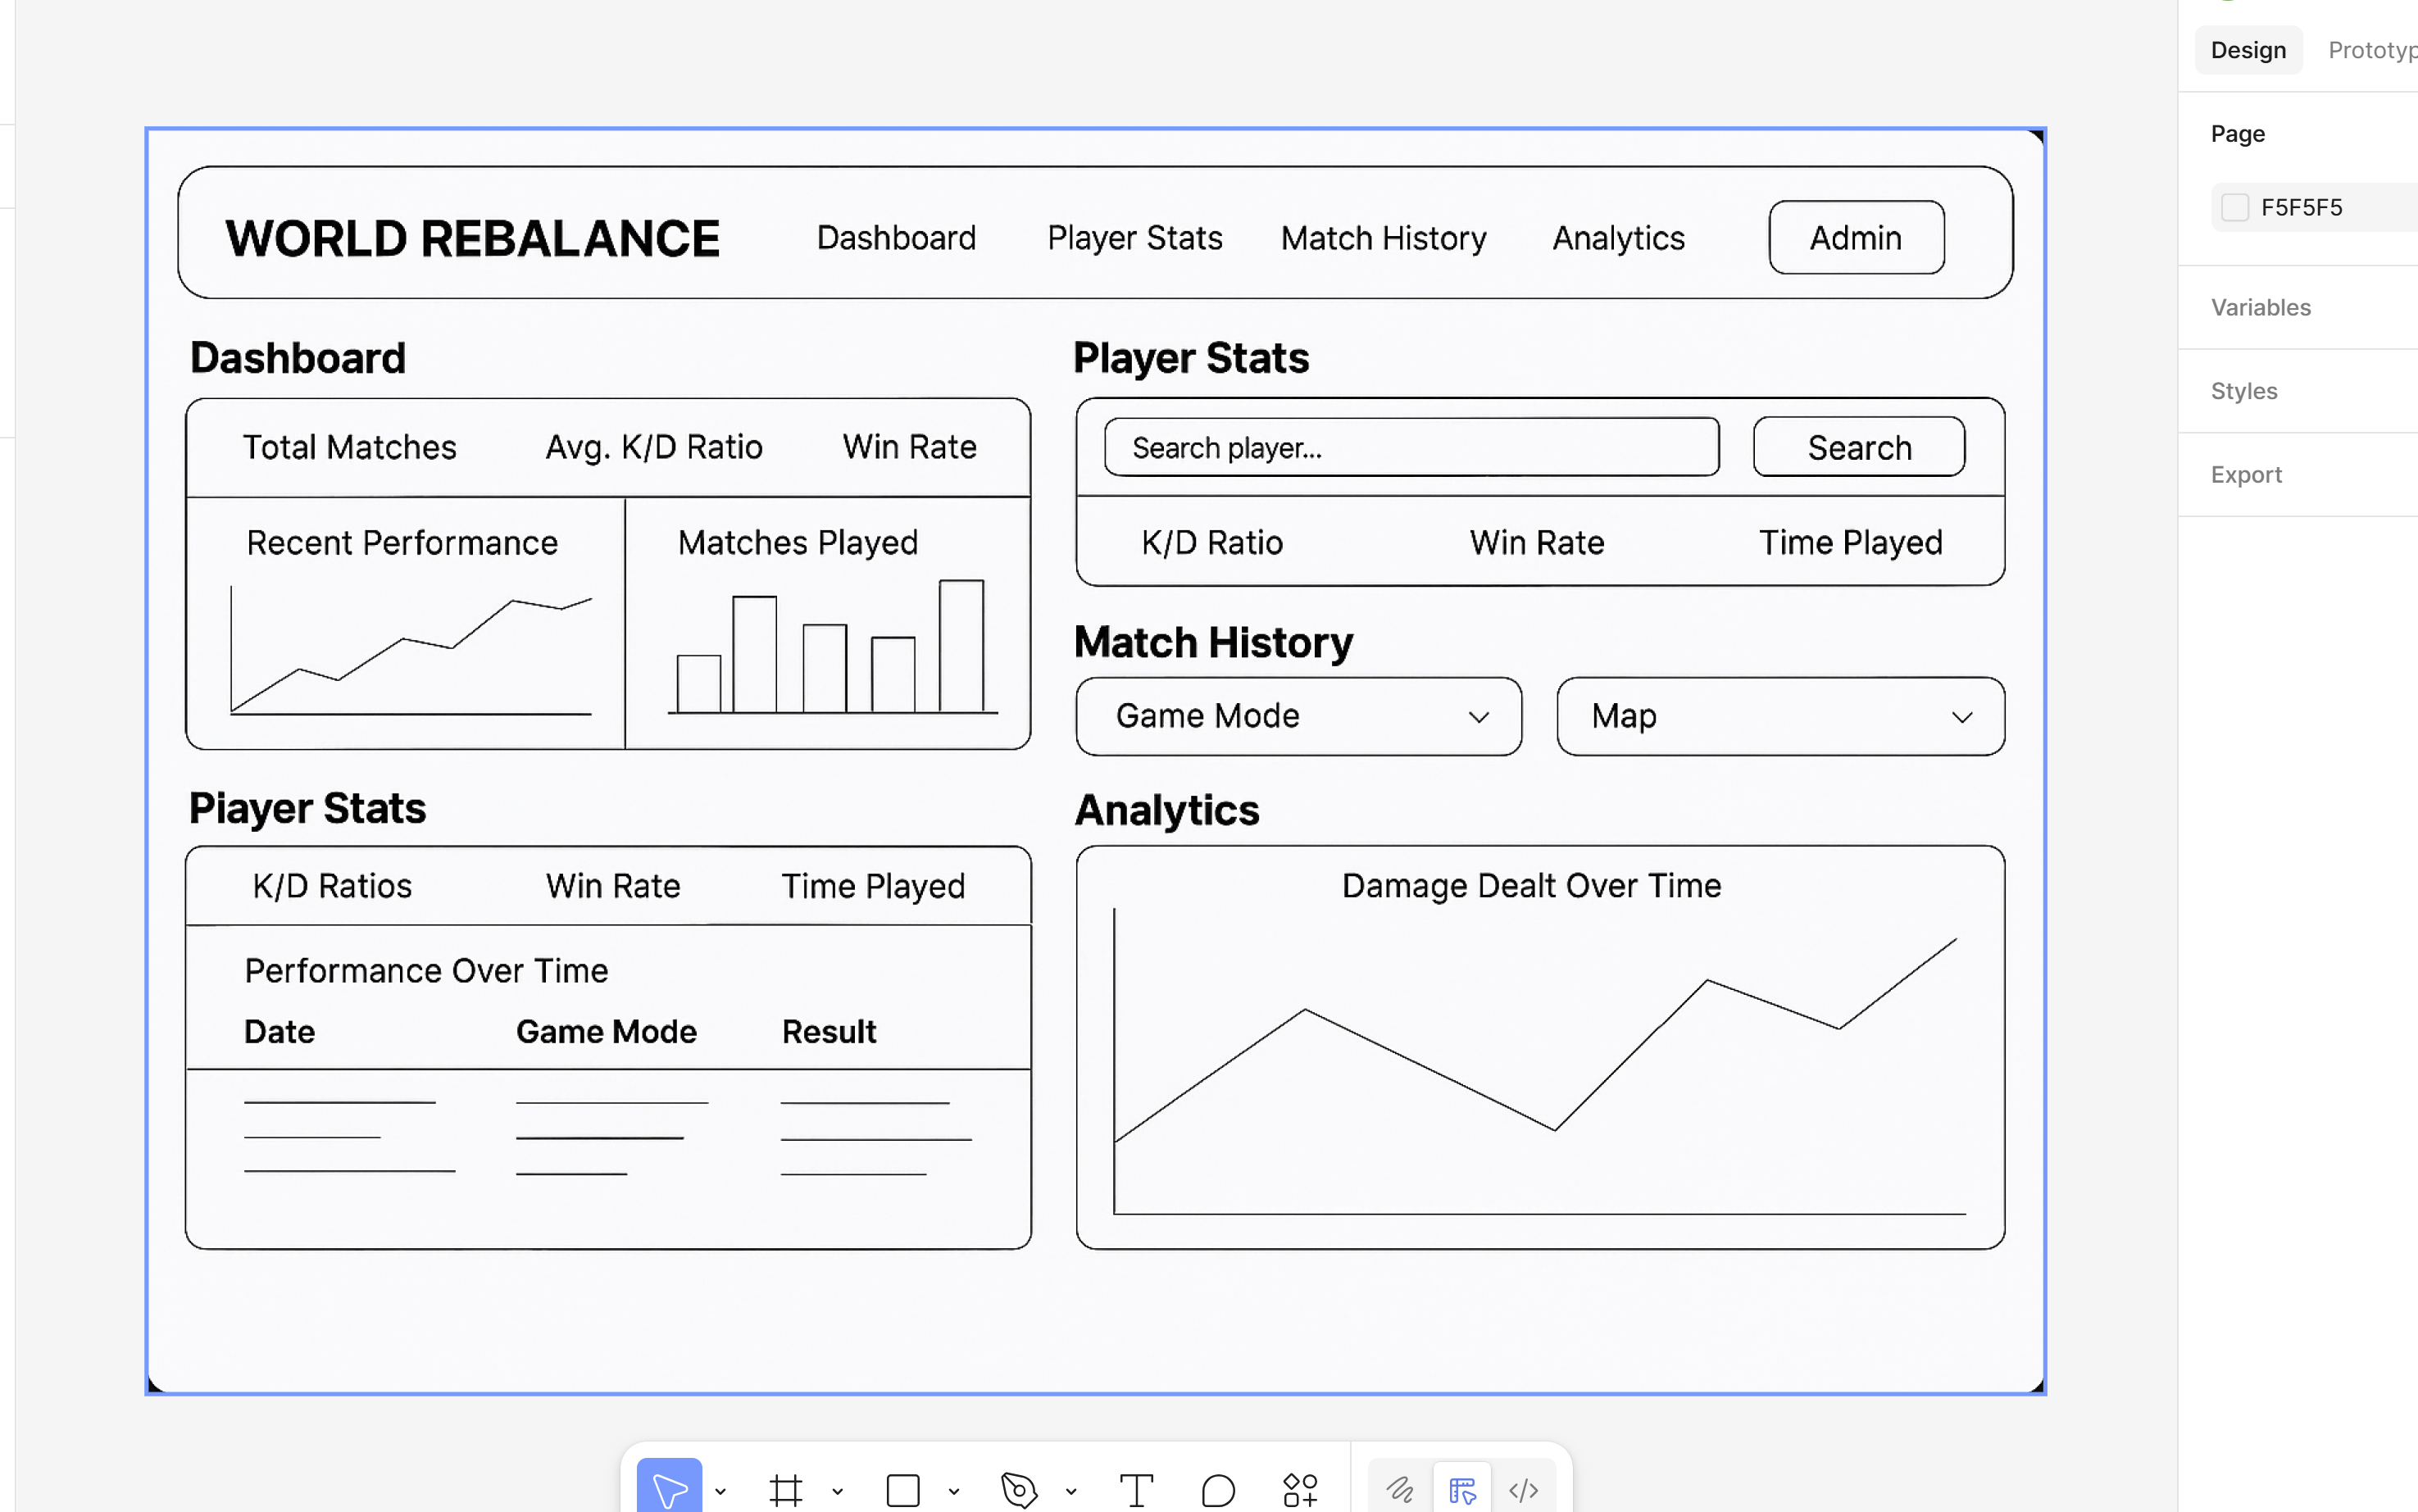 Design Prototyp
Page
F5F5F5
Variables
Styles
Export
WORLD REBALANCE Dashboard Player Stats Match History Analytics Admin
Dashboard
Total Matches Avg. K/D Ratio Win Rate
Recent Performance Matches Played
Player Stats
Search player... Search
K/D Ratio Win Rate Time Played
Match History
Game Mode Map
Piayer Stats
K/D Ratios Win Rate Time Played
Performance Over Time
Date Game Mode Result
Analytics
Damage Dealt Over Time